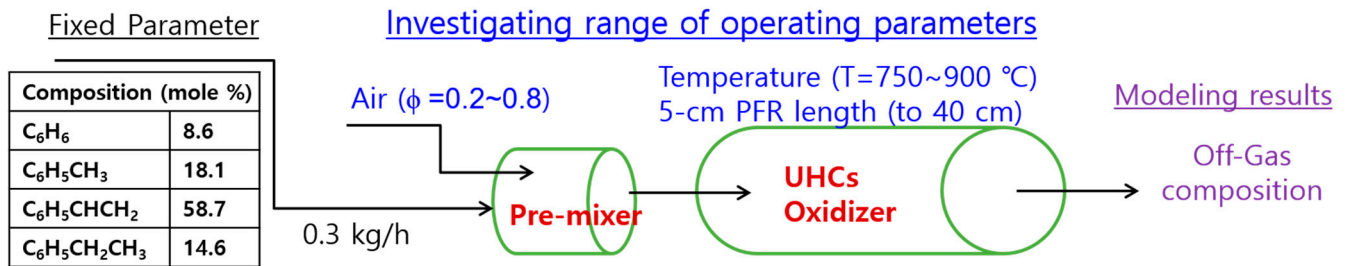 Fixed Parameter
Investigating range of operating parameters
Composition (mole %)
C₆H₆ 8.6
C₆H₅CH₃ 18.1
C₆H₅CHCH₂ 58.7
C₆H₅CH₂CH₃ 14.6
0.3 kg/h
Air (ϕ =0.2~0.8)
Pre-mixer
Temperature (T=750~900 ℃)
5-cm PFR length (to 40 cm)
UHCs
Oxidizer
Modeling results
Off-Gas
composition